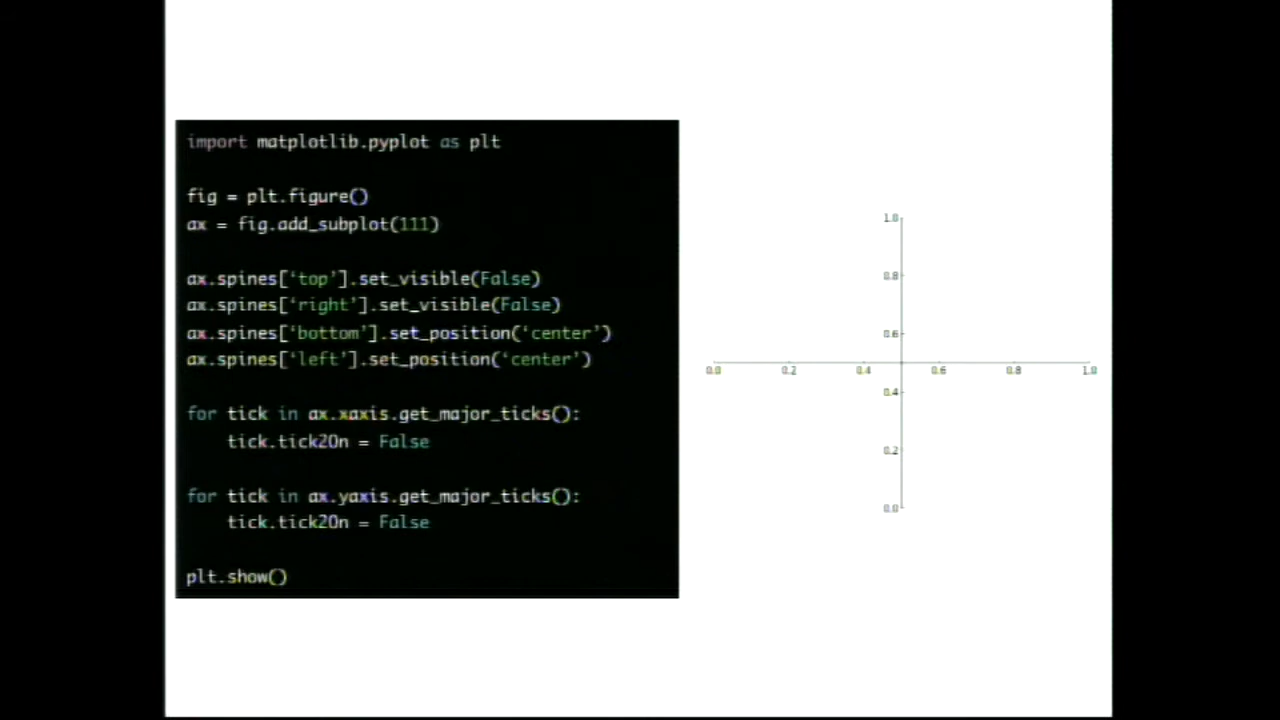 import matplotlib.pyplot as plt
fig = plt.figure()
ax = fig.add_subplot(111)
ax.spines[‘top’].set_visible(False)
ax.spines[‘right’].set_visible(False)
ax.spines[‘bottom’].set_position(‘center’)
ax.spines[‘left’].set_position(‘center’)
for tick in ax.xaxis.get_major_ticks():
    tick.tick2On = False
for tick in ax.yaxis.get_major_ticks():
    tick.tick2On = False
plt.show()
1.0
0.8
0.6
0.0 0.2 0.4 0.6 0.8 1.0
0.4
0.2
0.0